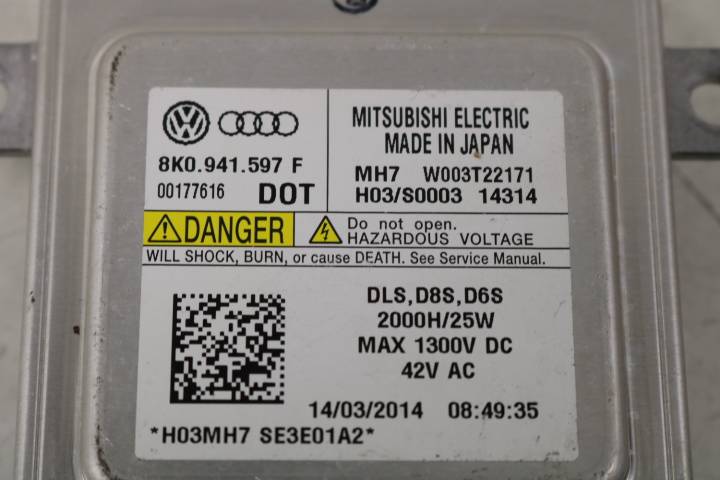 8K0.941.597 F
00177616 DOT
MITSUBISHI ELECTRIC
MADE IN JAPAN
MH7 W003T22171
H03/S0003 14314
DANGER
Do not open.
HAZARDOUS VOLTAGE
WILL SHOCK, BURN, or cause DEATH. See Service Manual.
DLS,D8S,D6S
2000H/25W
MAX 1300V DC
42V AC
14/03/2014 08:49:35
*H03MH7 SE3E01A2*